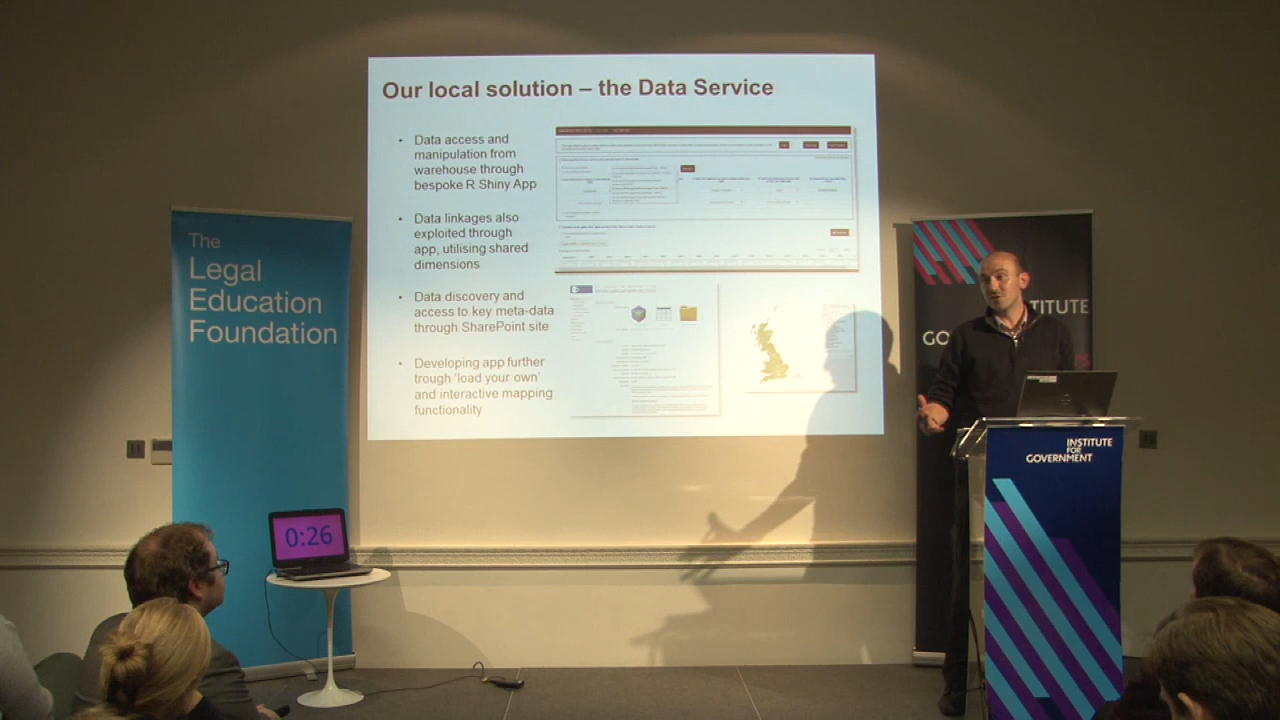 Our local solution – the Data Service
• Data access and
manipulation from
warehouse through
bespoke R Shiny App
• Data linkages also
exploited through
app, utilising shared
dimensions
• Data discovery and
access to key meta-data
through SharePoint site
• Developing app further
trough 'load your own'
and interactive mapping
functionality
The
Legal
Education
Foundation
0:26
INSTITUTE
GO
INSTITUTE
FOR
GOVERNMENT